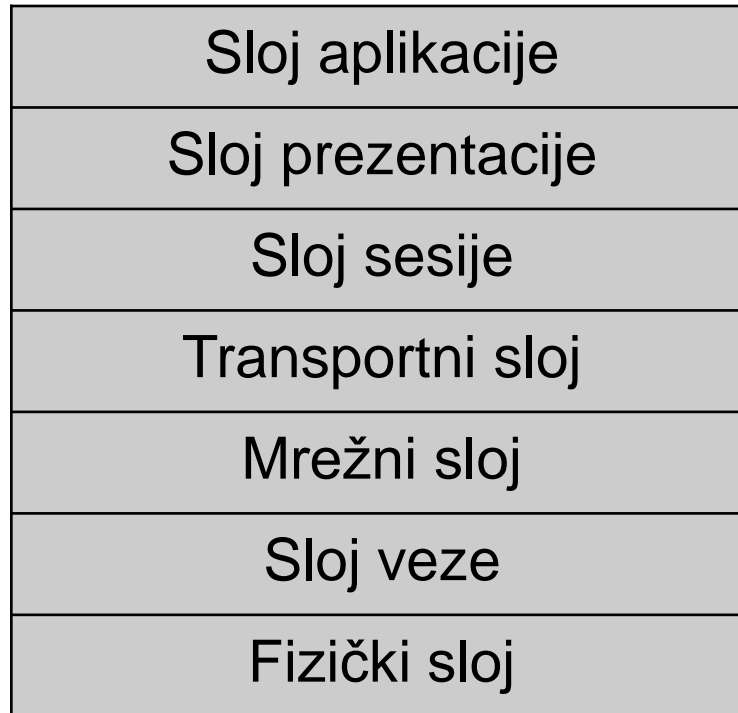 Sloj aplikacije
Sloj prezentacije
Sloj sesije
Transportni sloj
Mrežni sloj
Sloj veze
Fizički sloj